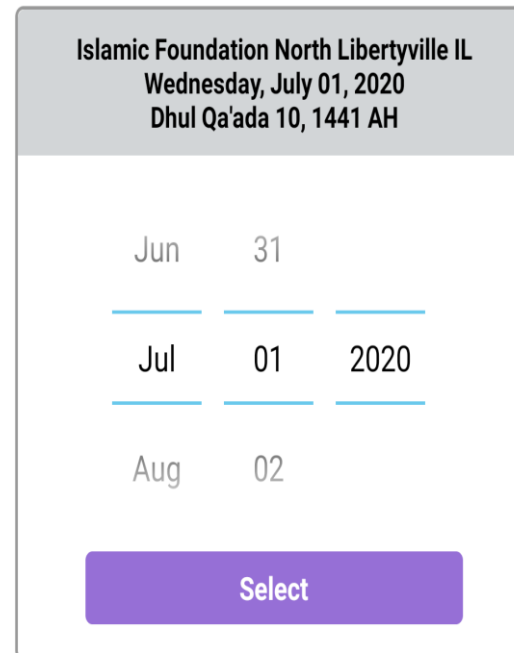 Islamic Foundation North Libertyville IL
Wednesday, July 01, 2020
Dhul Qa'ada 10, 1441 AH
Jun 31
Jul 01 2020
Aug 02
Select